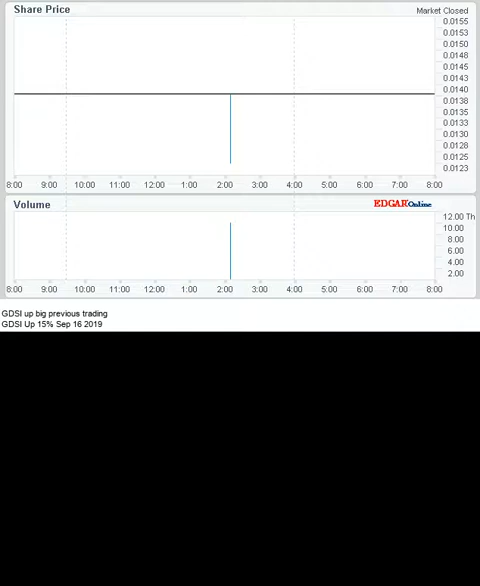 Share Price
Market Closed
0.0155
0.0153
0.0150
0.0148
0.0145
0.0143
0.0140
0.0138
0.0135
0.0133
0.0130
0.0128
0.0125
0.0123
8:00 9:00 10:00 11:00 12:00 1:00 2:00 3:00 4:00 5:00 6:00 7:00 8:00
Volume
EDGAROnline
12.00 Th
10.00
8.00
6.00
4.00
2.00
8:00 9:00 10:00 11:00 12:00 1:00 2:00 3:00 4:00 5:00 6:00 7:00 8:00
GDSI up big previous trading
GDSI Up 15% Sep 16 2019